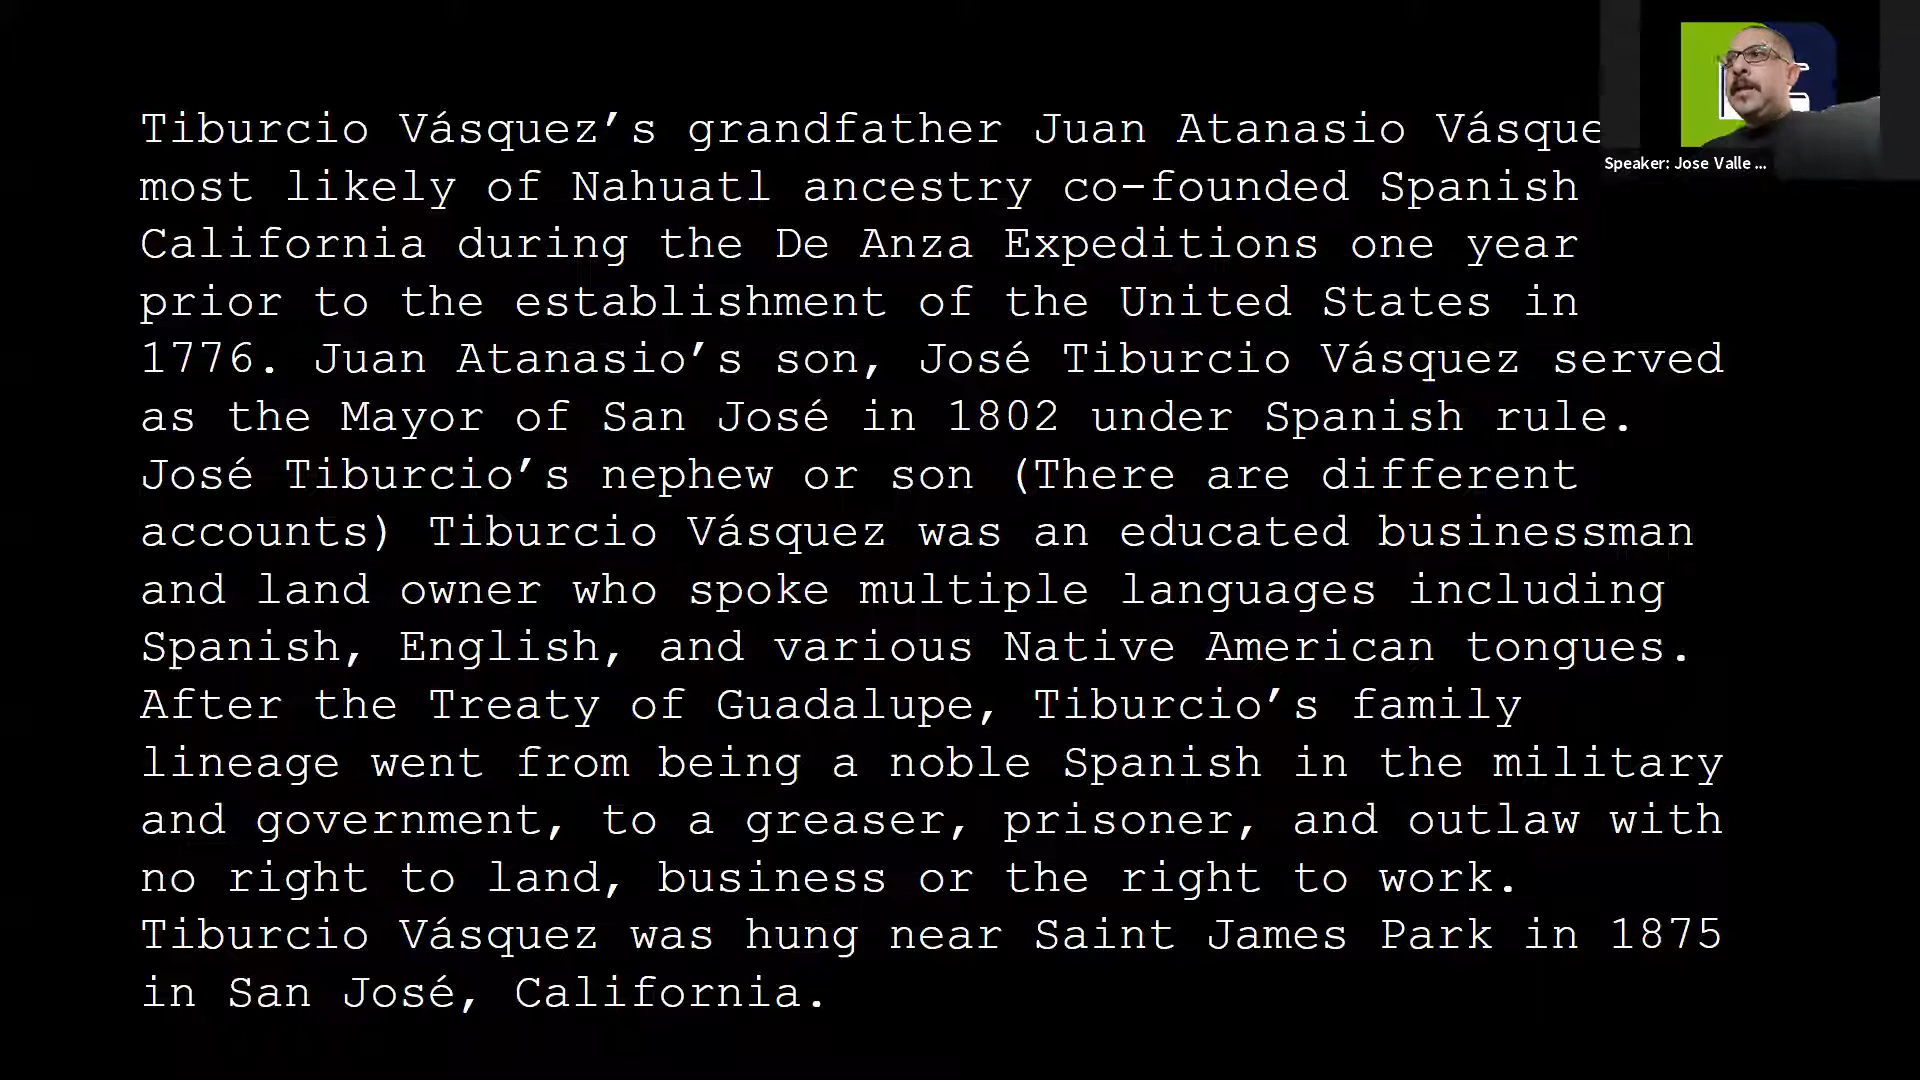 Tiburcio Vásquez’s grandfather Juan Atanasio
most likely of Nahuatl ancestry co-founded Spanish
California during the De Anza Expeditions one year
prior to the establishment of the United States in
1776. Juan Atanasio’s son, José Tiburcio Vásquez served
as the Mayor of San José in 1802 under Spanish rule.
José Tiburcio’s nephew or son (There are different
accounts) Tiburcio Vásquez was an educated businessman
and land owner who spoke multiple languages including
Spanish, English, and various Native American tongues.
After the Treaty of Guadalupe, Tiburcio’s family
lineage went from being a noble Spanish in the military
and government, to a greaser, prisoner, and outlaw with
no right to land, business or the right to work.
Tiburcio Vásquez was hung near Saint James Park in 1875
in San José, California.
Speaker: Jose Valle ...